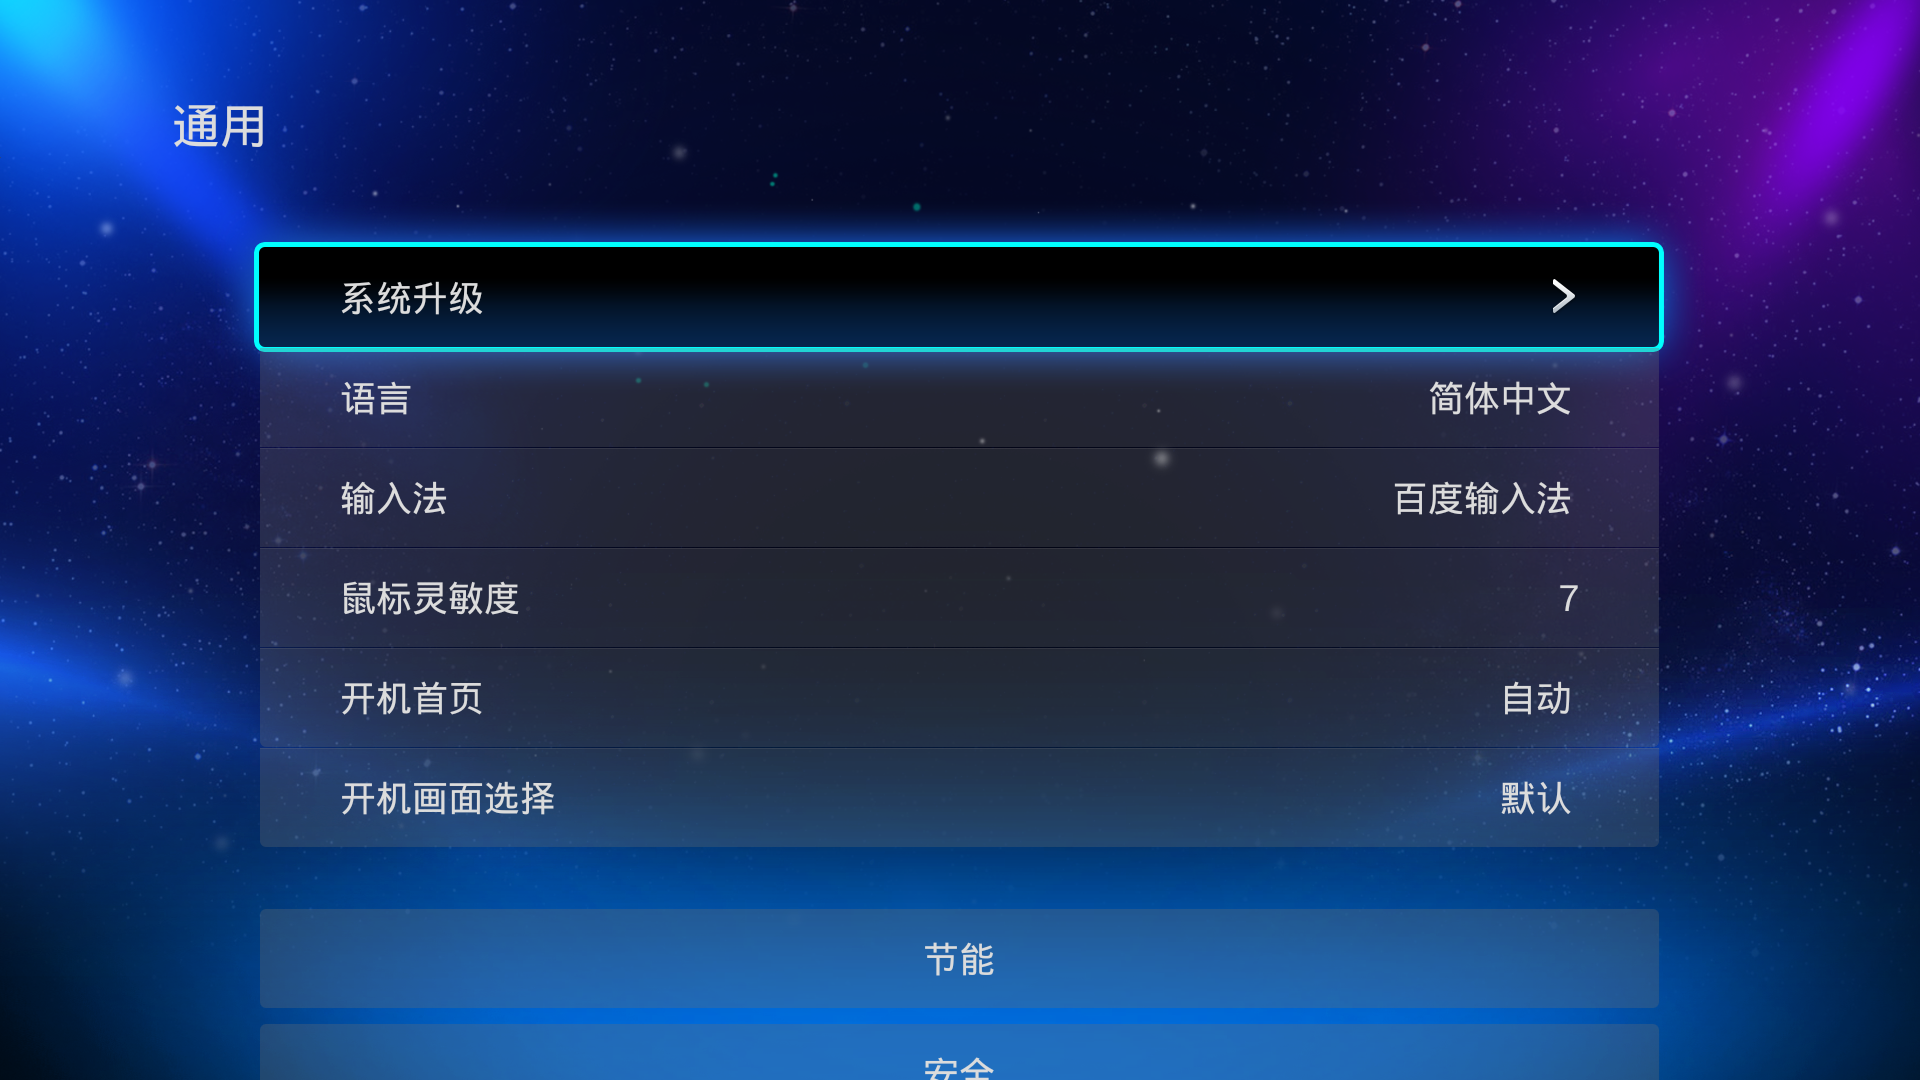 通用
系统升级
语言 简体中文
输入法 百度输入法
鼠标灵敏度 7
开机首页 自动
开机画面选择 默认
节能
安全